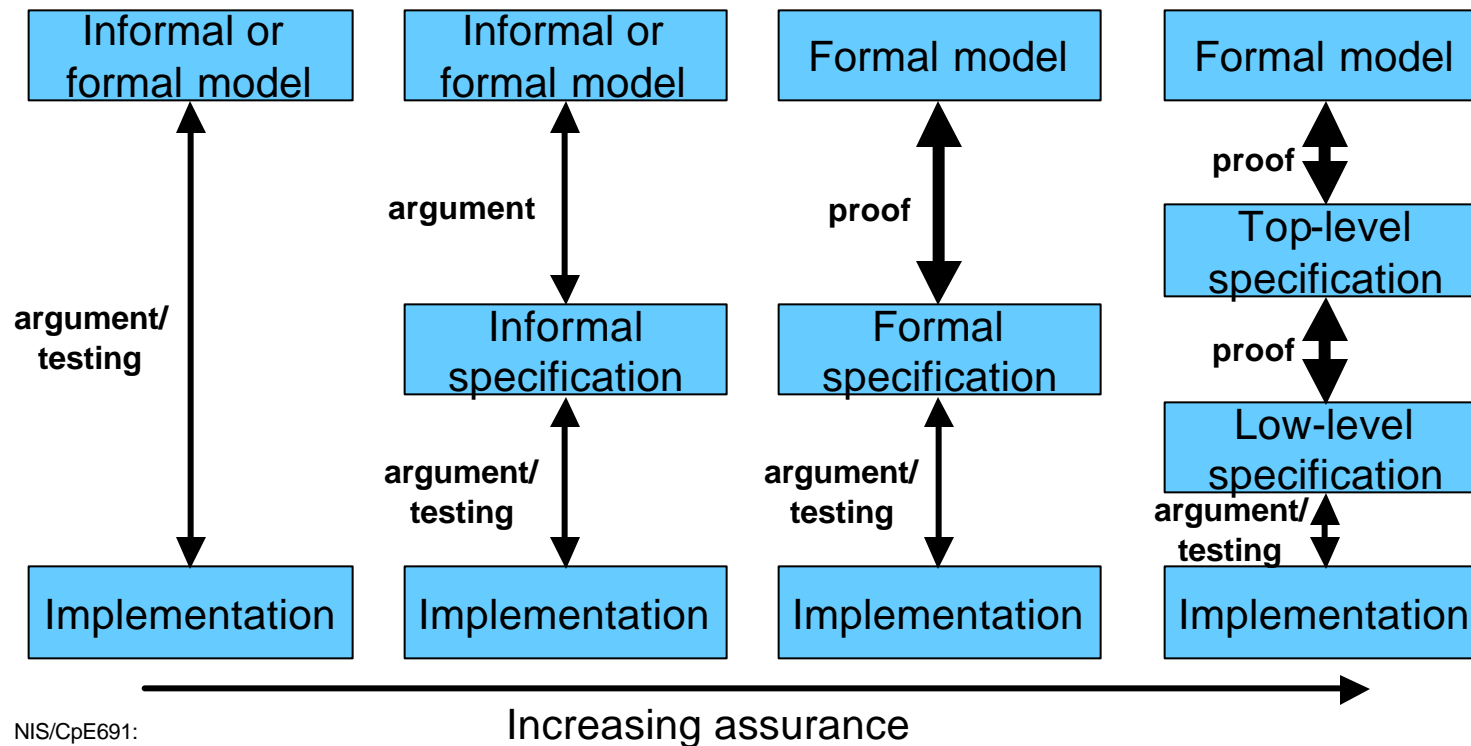 Informal or
formal model
Informal or
formal model
Formal model
Formal model
proof
argument
proof
Top-level
specification
argument/
testing
Informal
specification
Formal
specification
proof
Low-level
specification
argument/
testing
argument/
testing
argument/
testing
Implementation
Implementation
Implementation
Implementation
NIS/CpE691:
Increasing assurance